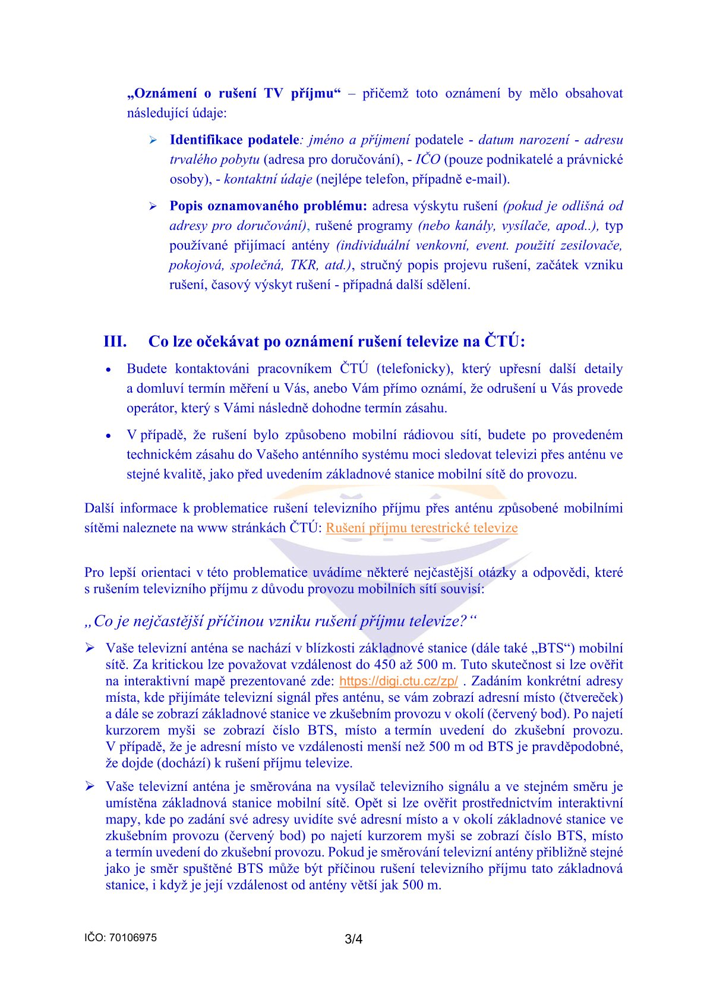 „Oznámení o rušení TV příjmu“ – přičemž toto oznámení by mělo obsahovat
následující údaje:
➢ Identifikace podatele: jméno a příjmení podatele - datum narození - adresu
trvalého pobytu (adresa pro doručování), - IČO (pouze podnikatelé a právnické
osoby), - kontaktní údaje (nejlépe telefon, případně e-mail).
➢ Popis oznamovaného problému: adresa výskytu rušení (pokud je odlišná od
adresy pro doručování), rušené programy (nebo kanály, vysílače, apod..), typ
používané přijímací antény (individuální venkovní, event. použití zesilovače,
pokojová, společná, TKR, atd.), stručný popis projevu rušení, začátek vzniku
rušení, časový výskyt rušení - případná další sdělení.
III. Co lze očekávat po oznámení rušení televize na ČTÚ:
• Budete kontaktováni pracovníkem ČTÚ (telefonicky), který upřesní další detaily
a domluví termín měření u Vás, anebo Vám přímo oznámí, že odrušení u Vás provede
operátor, který s Vámi následně dohodne termín zásahu.
• V případě, že rušení bylo způsobeno mobilní rádiovou sítí, budete po provedeném
technickém zásahu do Vašeho anténního systému moci sledovat televizi přes anténu ve
stejné kvalitě, jako před uvedením základnové stanice mobilní sítě do provozu.
Další informace k problematice rušení televizního příjmu přes anténu způsobené mobilními
sítěmi naleznete na www stránkách ČTÚ: Rušení příjmu terestrické televize
Pro lepší orientaci v této problematice uvádíme některé nejčastější otázky a odpovědi, které
s rušením televizního příjmu z důvodu provozu mobilních sítí souvisí:
„Co je nejčastější příčinou vzniku rušení příjmu televize?“
➢ Vaše televizní anténa se nachází v blízkosti základnové stanice (dále také „BTS“) mobilní
sítě. Za kritickou lze považovat vzdálenost do 450 až 500 m. Tuto skutečnost si lze ověřit
na interaktivní mapě prezentované zde: https://digi.ctu.cz/zp/ . Zadáním konkrétní adresy
místa, kde přijímáte televizní signál přes anténu, se vám zobrazí adresní místo (čtvereček)
a dále se zobrazí základnové stanice ve zkušebním provozu v okolí (červený bod). Po najetí
kurzorem myši se zobrazí číslo BTS, místo a termín uvedení do zkušební provozu.
V případě, že je adresní místo ve vzdálenosti menší než 500 m od BTS je pravděpodobné,
že dojde (dochází) k rušení příjmu televize.
➢ Vaše televizní anténa je směrována na vysílač televizního signálu a ve stejném směru je
umístěna základnová stanice mobilní sítě. Opět si lze ověřit prostřednictvím interaktivní
mapy, kde po zadání své adresy uvidíte své adresní místo a v okolí základnové stanice ve
zkušebním provozu (červený bod) po najetí kurzorem myši se zobrazí číslo BTS, místo
a termín uvedení do zkušební provozu. Pokud je směrování televizní antény přibližně stejné
jako je směr spuštěné BTS může být příčinou rušení televizního příjmu tato základnová
stanice, i když je její vzdálenost od antény větší jak 500 m.
IČO: 70106975
3/4